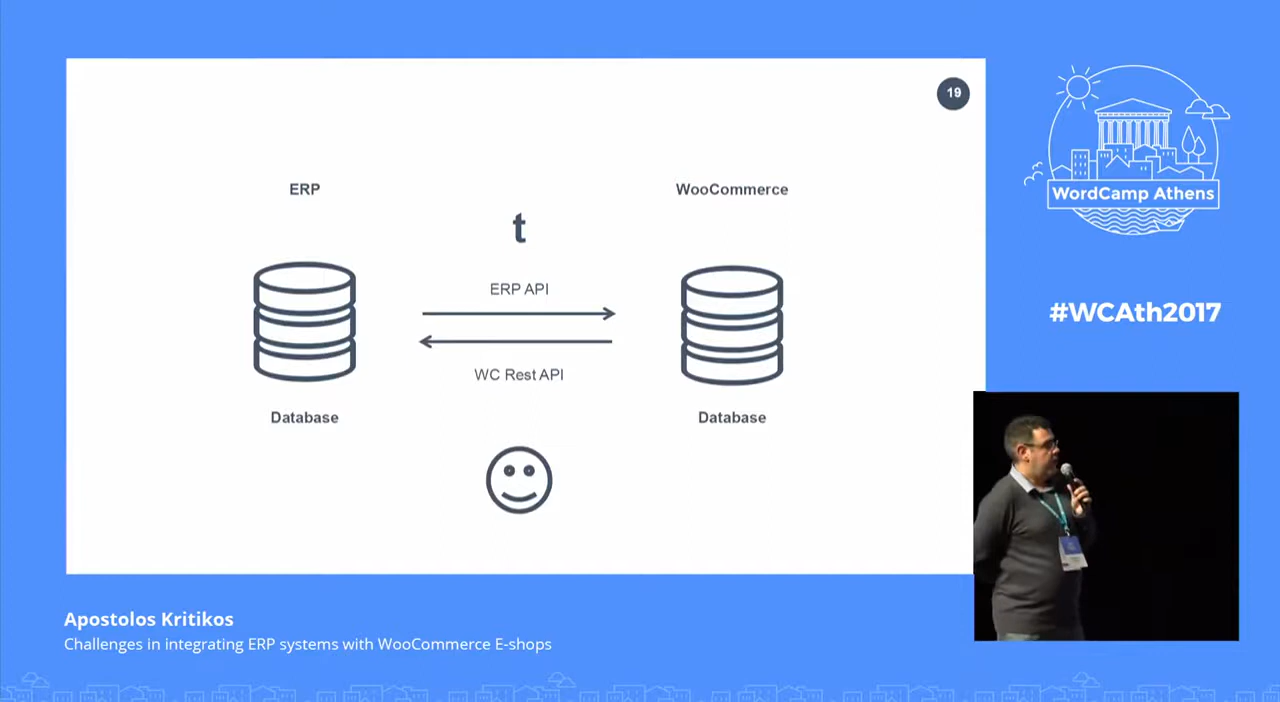 19
ERP
WooCommerce
t
ERP API
WC Rest API
Database
Database
WordCamp Athens
#WCAth2017
Apostolos Kritikos
Challenges in integrating ERP systems with WooCommerce E-shops